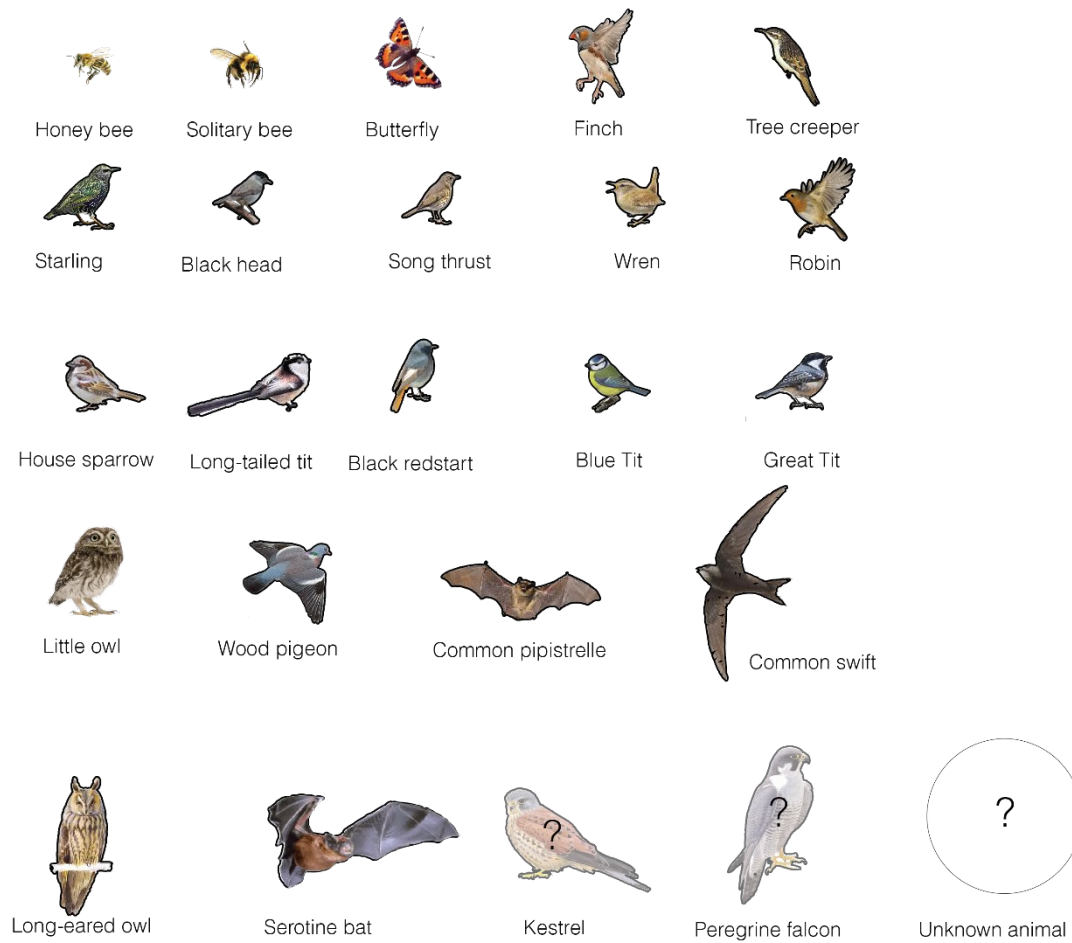 Honey bee
Solitary bee
Butterfly
Finch
Tree creeper
Starling
Black head
Song thrust
Wren
Robin
House sparrow
Long-tailed tit
Black redstart
Blue Tit
Great Tit
Little owl
Wood pigeon
Common pipistrelle
Common swift
?
?
?
Long-eared owl
Serotine bat
Kestrel
Peregrine falcon
Unknown animal